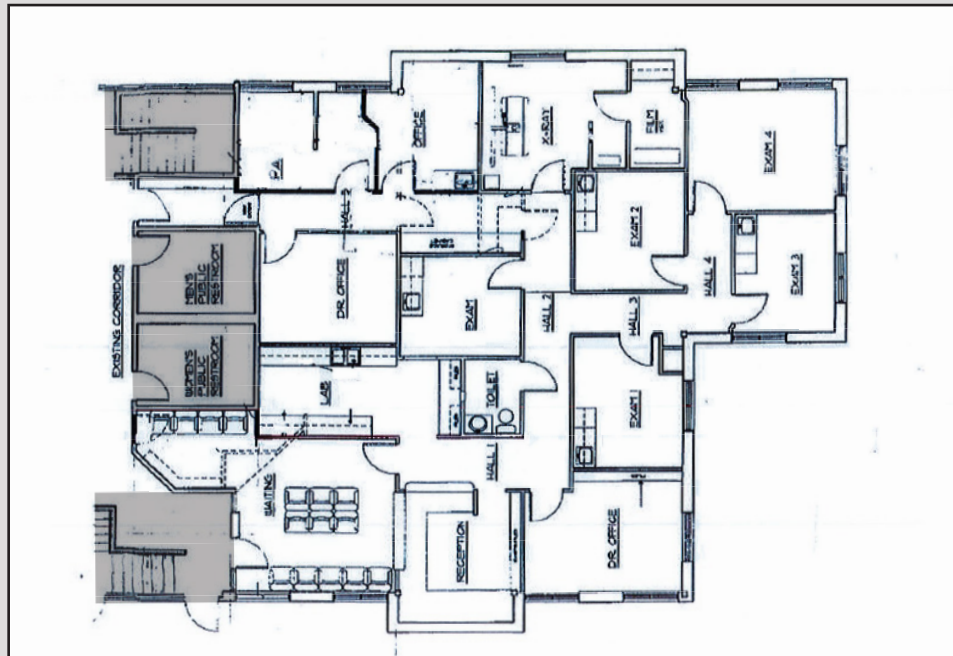 P.A.
OFFICE
X-RAY
FILM
EXAM 4
HALL 5
EXAM 2
EXISTING CORRIDOR
MEN'S
PUBLIC
RESTROOM
DR. OFFICE
EXAM
HALL 2
HALL 3
HALL 4
EXAM 3
WOMEN'S
PUBLIC
RESTROOM
LAB
TOILET
EXAM 1
WAITING
HALL 1
RECEPTION
DR. OFFICE